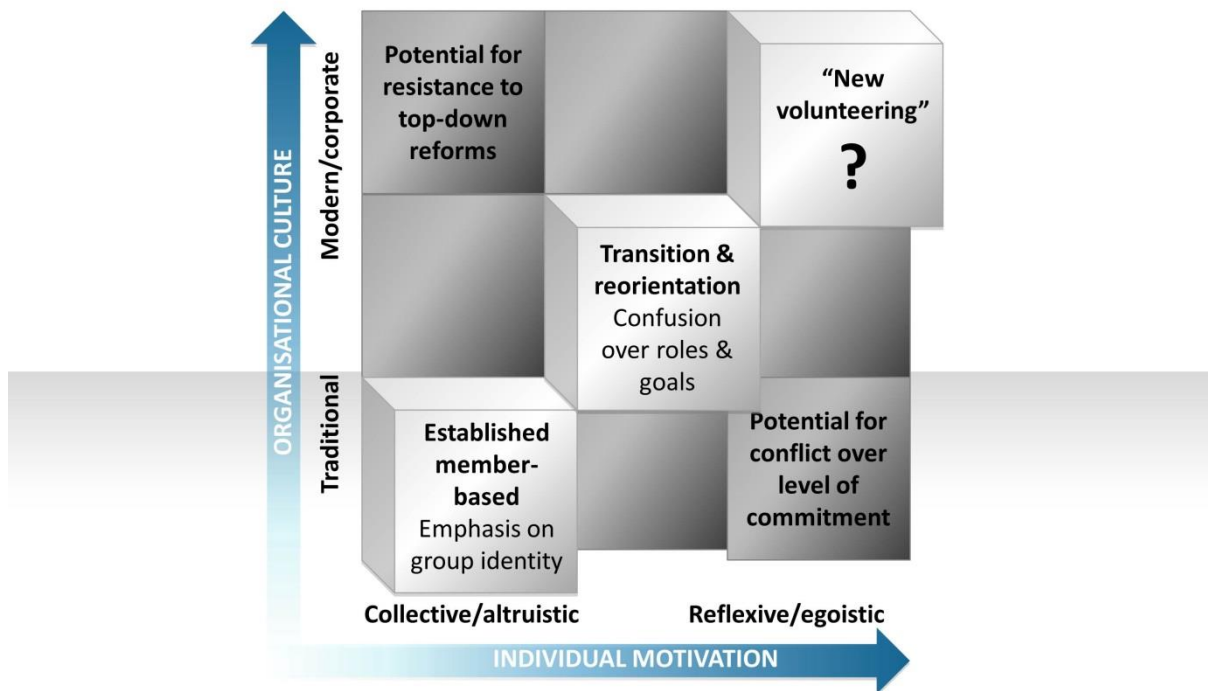 ORGANISATIONAL CULTURE
Modern/corporate
Traditional
Potential for
resistance to
top-down
reforms
“New
volunteering”
?
Transition &
reorientation
Confusion
over roles &
goals
Established
member-
based
Emphasis on
group identity
Potential for
conflict over
level of
commitment
Collective/altruistic
Reflexive/egoistic
INDIVIDUAL MOTIVATION